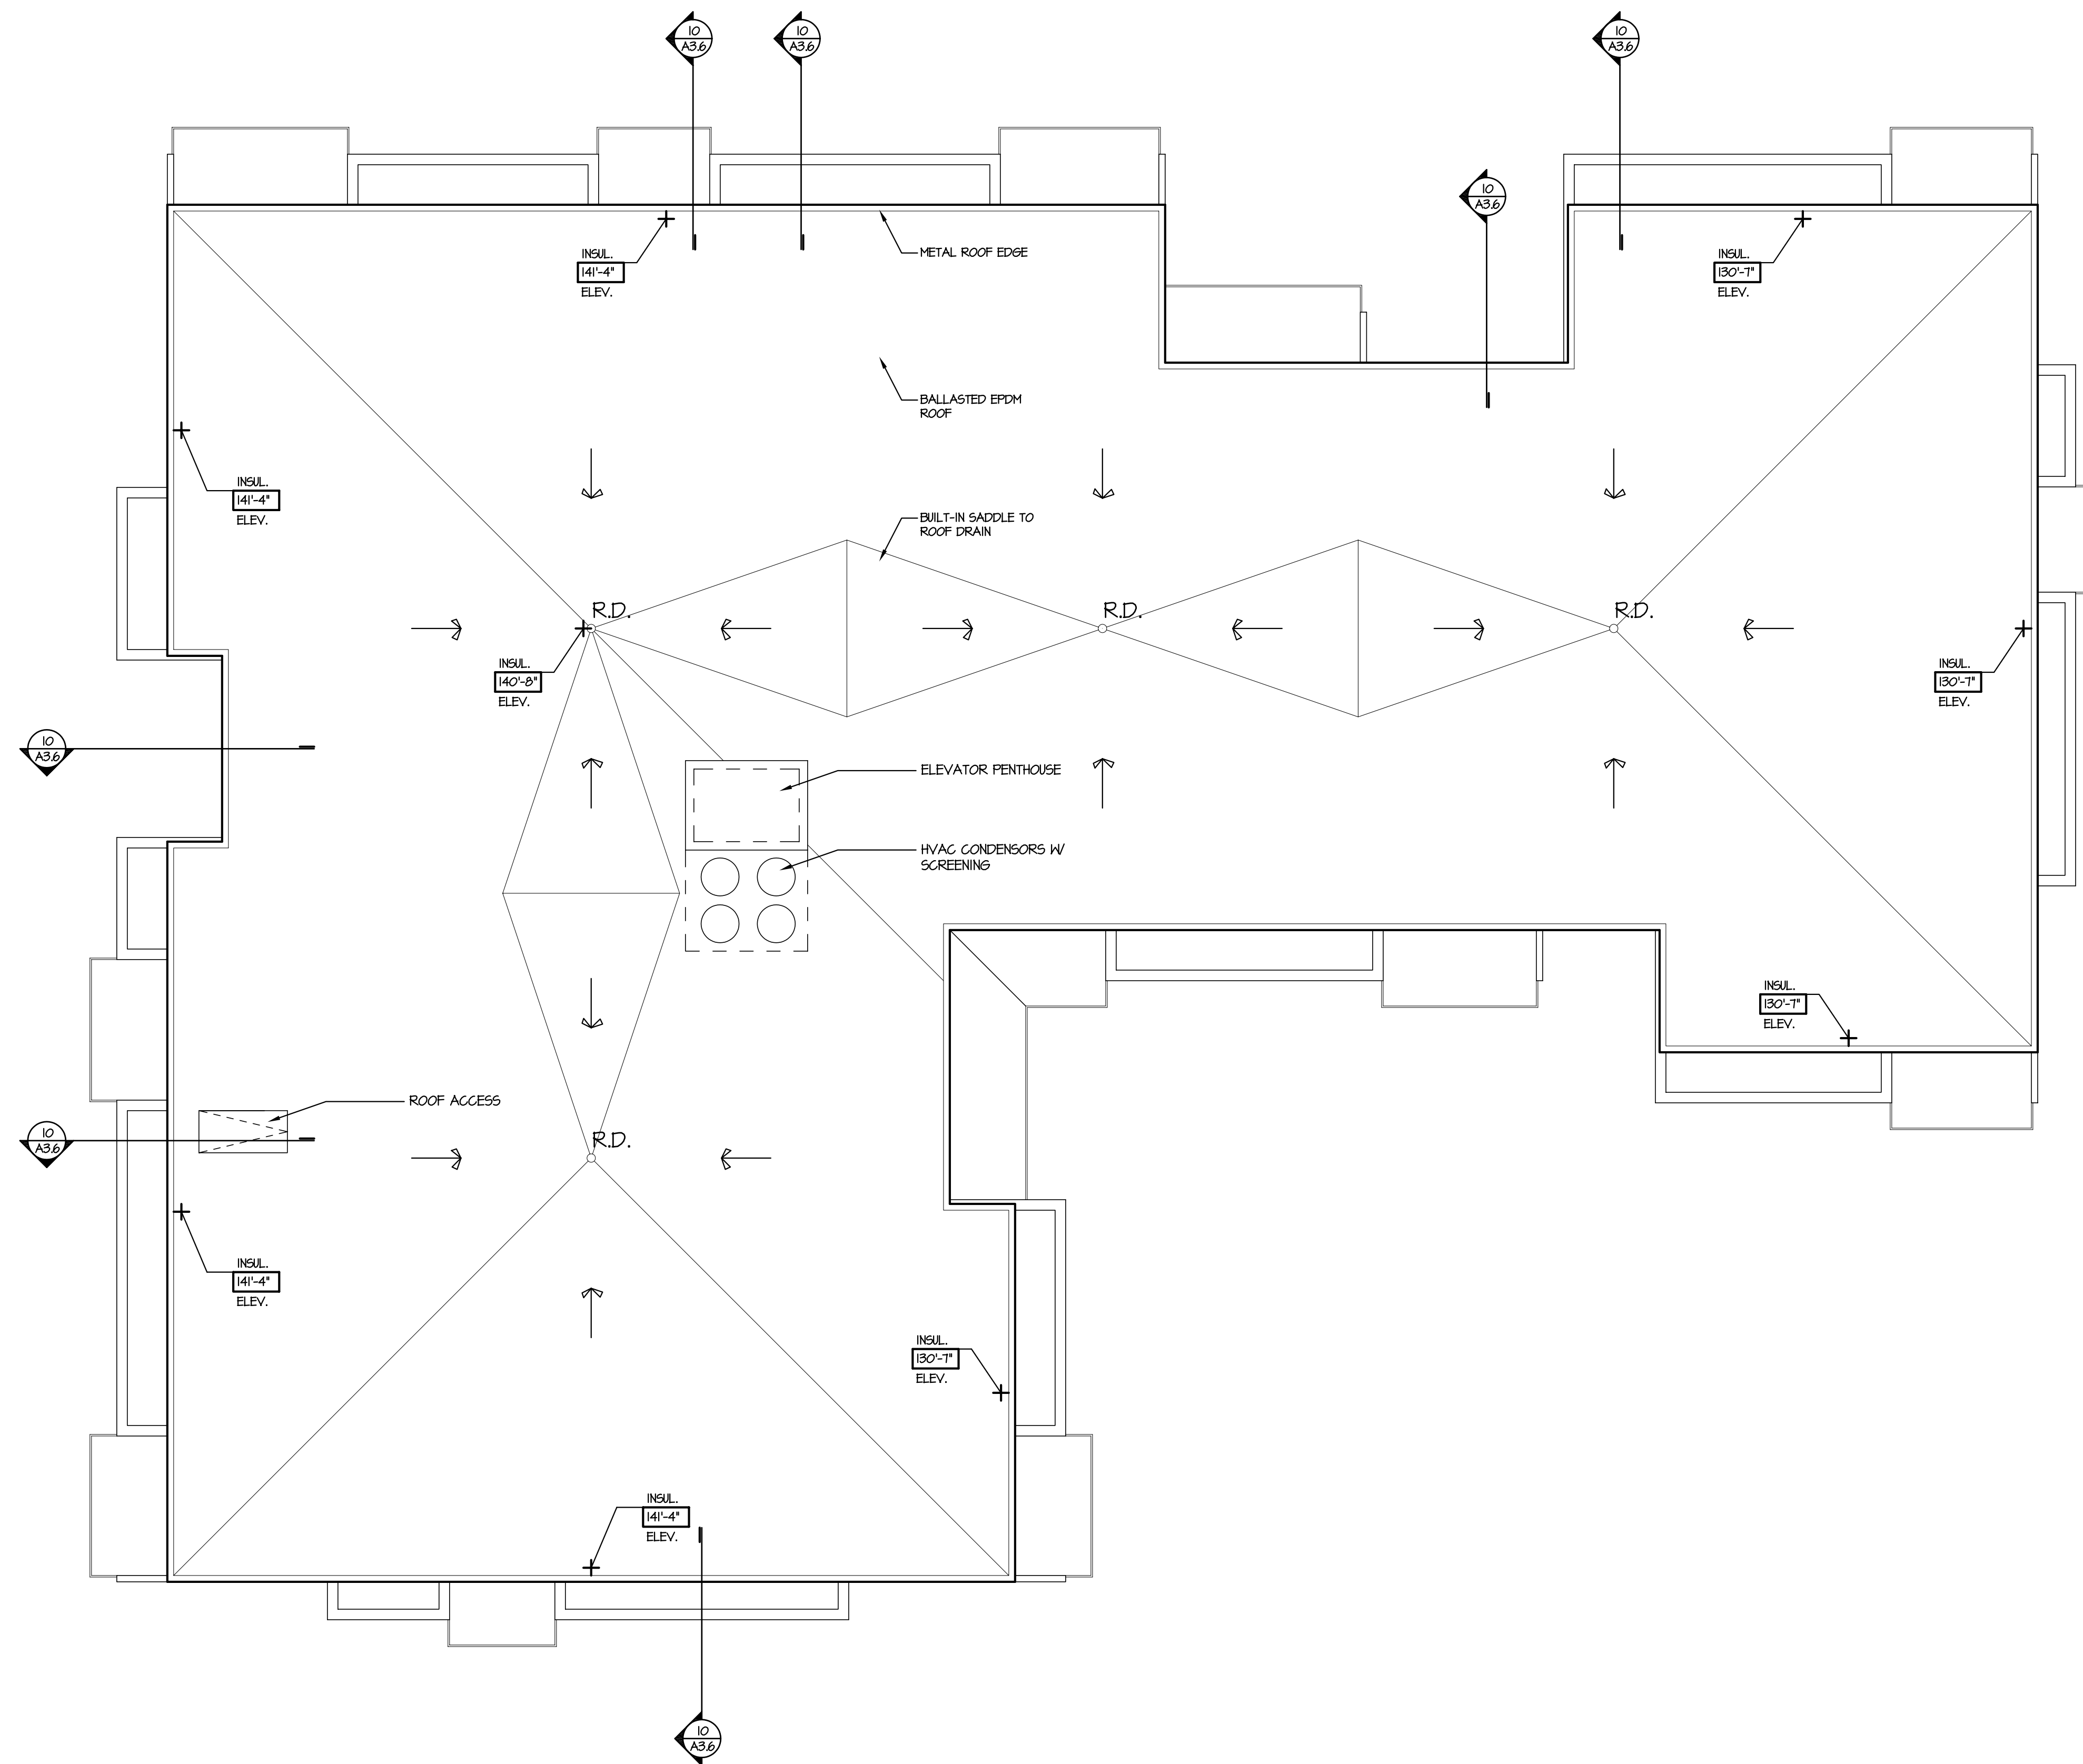 10
A3.6
10
A3.6
10
A3.6
10
A3.6
INSUL.
141'-4"
ELEV.
METAL ROOF EDGE
INSUL.
130'-7"
ELEV.
BALLASTED EPDM
ROOF
INSUL.
141'-4"
ELEV.
BUILT-IN SADDLE TO
ROOF DRAIN
R.D.
R.D.
R.D.
INSUL.
140'-8"
ELEV.
INSUL.
130'-7"
ELEV.
10
A3.6
ELEVATOR PENTHOUSE
HVAC CONDENSORS W/
SCREENING
INSUL.
130'-7"
ELEV.
ROOF ACCESS
10
A3.6
R.D.
INSUL.
141'-4"
ELEV.
INSUL.
130'-7"
ELEV.
INSUL.
141'-4"
ELEV.
10
A3.6